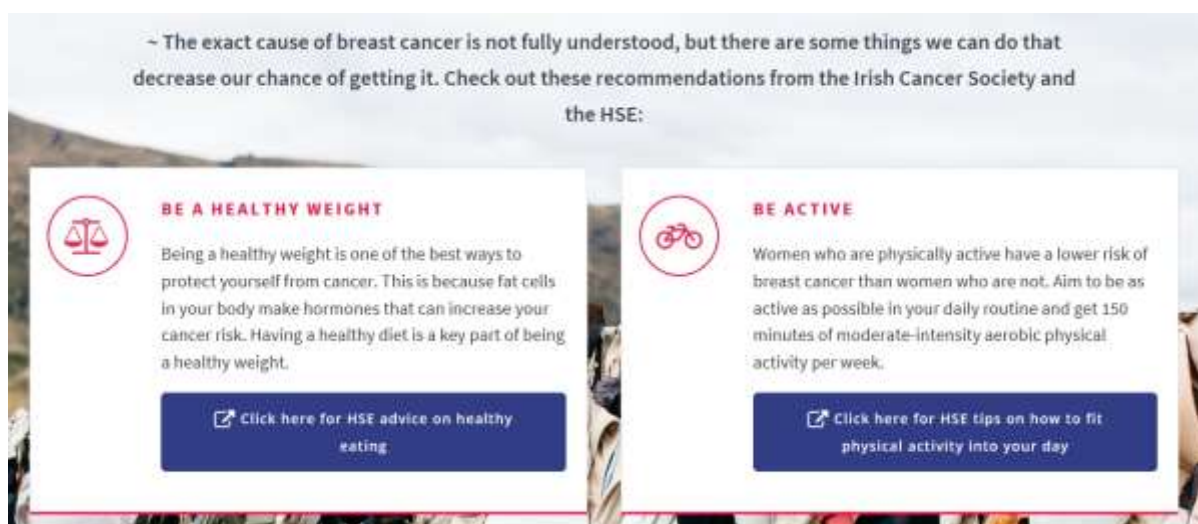 ~ The exact cause of breast cancer is not fully understood, but there are some things we can do that
decrease our chance of getting it. Check out these recommendations from the Irish Cancer Society and
the HSE:
BE A HEALTHY WEIGHT
Being a healthy weight is one of the best ways to
protect yourself from cancer. This is because fat cells
in your body make hormones that can increase your
cancer risk. Having a healthy diet is a key part of being
a healthy weight.
Click here for HSE advice on healthy
eating
BE ACTIVE
Women who are physically active have a lower risk of
breast cancer than women who are not. Aim to be as
active as possible in your daily routine and get 150
minutes of moderate-intensity aerobic physical
activity per week.
Click here for HSE tips on how to fit
physical activity into your day